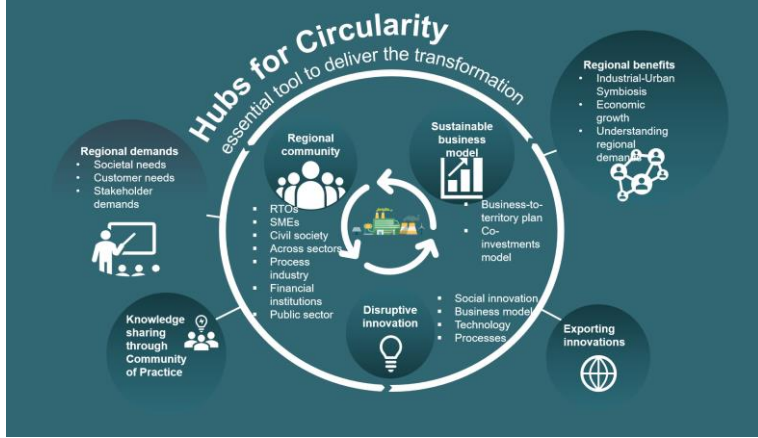 Hubs for Circularity
essential tool to deliver the transformation
Regional demands
• Societal needs
• Customer needs
• Stakeholder
demands
Knowledge
sharing
through
Community
of Practice
Regional
community
▪ RTOs
▪ SMEs
▪ Civil society
▪ Across sectors
▪ Process
industry
▪ Financial
institutions
▪ Public sector
Sustainable
business
model
▪ Business-to-
territory plan
▪ Co-
investments
model
Disruptive
innovation
▪ Social innovation
▪ Business model
▪ Technology
▪ Processes
Regional benefits
• Industrial-Urban
Symbiosis
• Economic
growth
• Understanding
regional
demands
Exporting
innovations